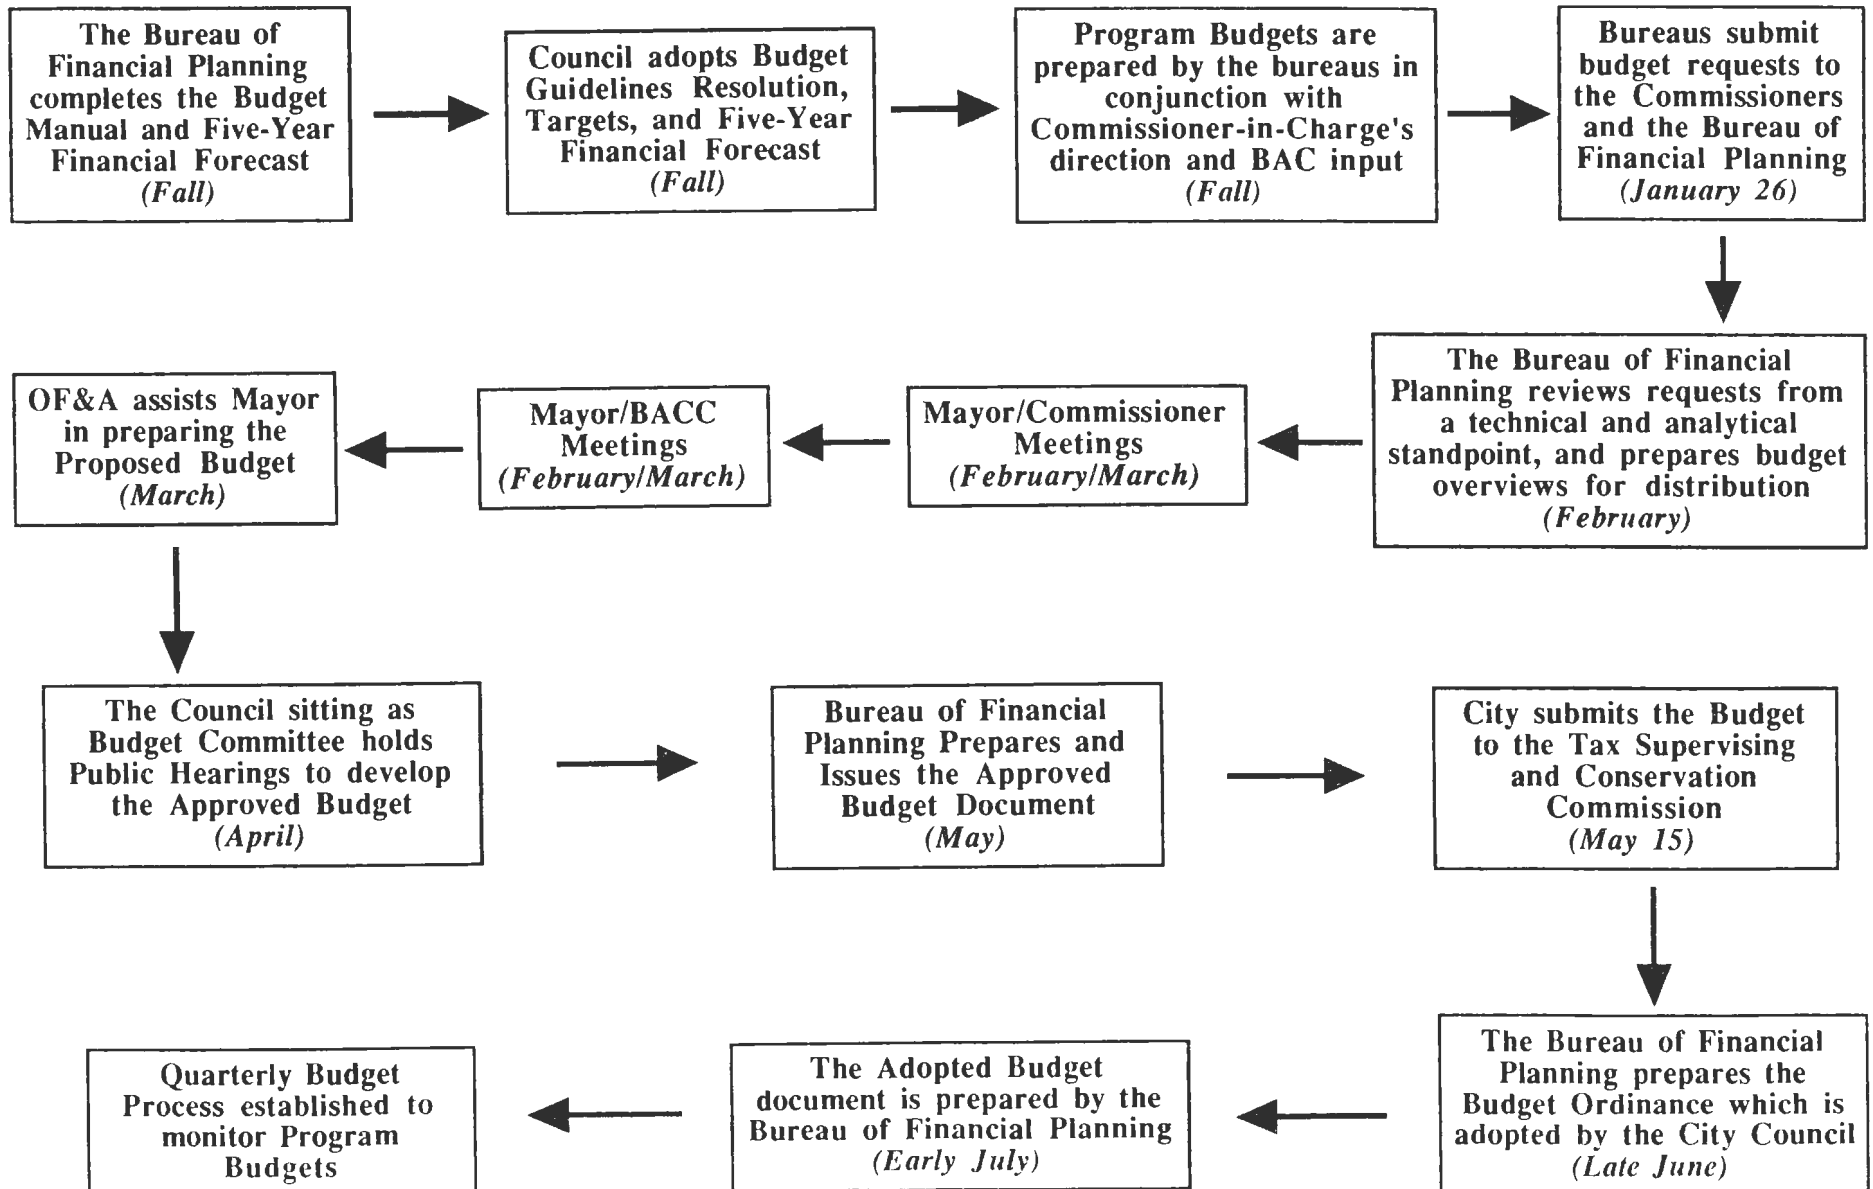 The Bureau of
Financial Planning
completes the Budget
Manual and Five-Year
Financial Forecast
(Fall)
Council adopts Budget
Guidelines Resolution,
Targets, and Five-Year
Financial Forecast
(Fall)
Program Budgets are
prepared by the bureaus in
conjunction with
Commissioner-in-Charge's
direction and BAC input
(Fall)
Bureaus submit
budget requests to
the Commissioners
and the Bureau of
Financial Planning
(January 26)
The Bureau of Financial
Planning reviews requests from
a technical and analytical
standpoint, and prepares budget
overviews for distribution
(February)
Mayor/Commissioner
Meetings
(February/March)
Mayor/BACC
Meetings
(February/March)
OF&A assists Mayor
in preparing the
Proposed Budget
(March)
The Council sitting as
Budget Committee holds
Public Hearings to develop
the Approved Budget
(April)
Bureau of Financial
Planning Prepares and
Issues the Approved
Budget Document
(May)
City submits the Budget
to the Tax Supervising
and Conservation
Commission
(May 15)
The Bureau of Financial
Planning prepares the
Budget Ordinance which is
adopted by the City Council
(Late June)
The Adopted Budget
document is prepared by the
Bureau of Financial Planning
(Early July)
Quarterly Budget
Process established to
monitor Program
Budgets